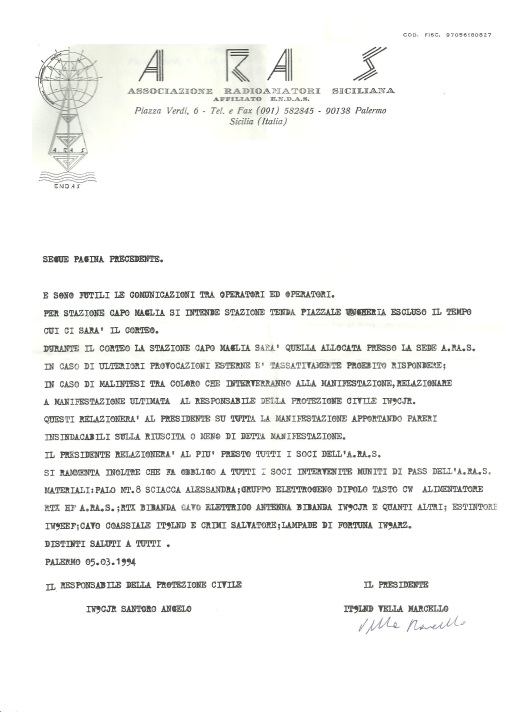 COD. FISC. 97056180827
A R A S
ASSOCIAZIONE RADIOAMATORI SICILIANA
AFFILIATO E.N.D.A.S.
Piazza Verdi, 6 - Tel. e Fax (091) 582845 - 90138 Palermo
Sicilia (Italia)
A R A S
ENDAS
SEGUE PAGINA PRECEDENTE.
E SONO FUTILI LE COMUNICAZIONI TRA OPERATORI ED OPERATORI.
PER STAZIONE CAPO MAGLIA SI INTENDE STAZIONE TENDA PIAZZALE UNGHERIA ESCLUSO IL TEMPO
CUI CI SARA' IL CORTEO.
DURANTE IL CORTEO LA STAZIONE CAPO MAGLIA SARA' QUELLA ALLOCATA PRESSO LA SEDE A.RA.S.
IN CASO DI ULTERIORI PROVOCAZIONI ESTERNE E' TASSATIVAMENTE PROEBITO RISPONDERE;
IN CASO DI MALINTESI TRA COLORO CHE INTERVERRANNO ALLA MANIFESTAZIONE,RELAZIONARE
A MANIFESTAZIONE ULTIMATA AL RESPONSABILE DELLA PROTEZIONE CIVILE IW9CJR.
QUESTI RELAZIONERA' AL PRESIDENTE SU TUTTA LA MANIFESTAZIONE APPORTANDO PARERI
INSINDACABILI SULLA RIUSCITA O MENO DI DETTA MANIFESTAZIONE.
IL PRESIDENTE RELAZIONERA' AL PIU' PRESTO TUTTI I SOCI DELL'A.RA.S.
SI RAMMENTA INOLTRE CHE FA OBBLIGO A TUTTI I SOCI INTERVENITE MUNITI DI PASS DELL'A.RA.S.
MATERIALI:PALO MT.8 SCIACCA ALESSANDRA;GRUPPO ELETTROGENO DIPOLO TASTO CW ALIMENTATORE
RTX HF A.RA.S.;RTX BIBANDA CAVO ELETTRICO ANTENNA BIBANDA IW9CJR E QUANTI ALTRI; ESTINTORE
IW9EEF;CAVO COASSIALE IT9LND E CRIMI SALVATORE;LAMPADE DI FORTUNA IW9ARZ.
DISTINTI SALUTI A TUTTI .
PALERMO 05.03.1994
IL RESPONSABILE DELLA PROTEZIONE CIVILE IL PRESIDENTE
IW9CJR SANTORO ANGELO IT9LND VELLA MARCELLO
Vella Marcello